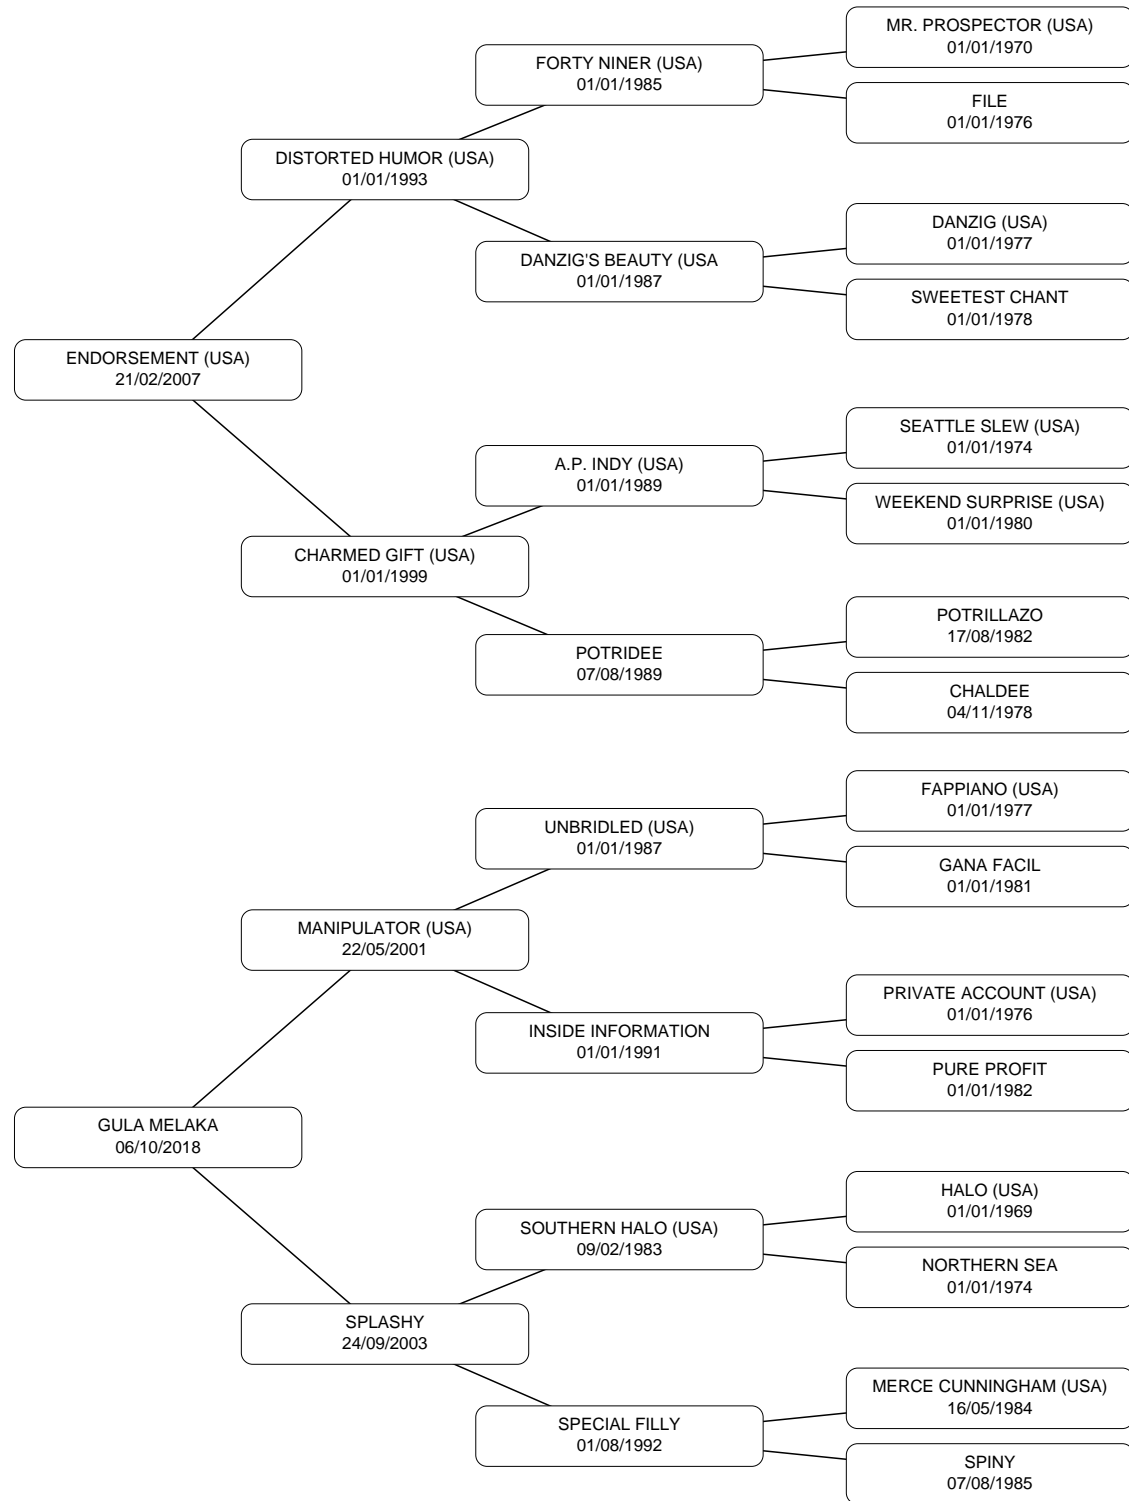 MR. PROSPECTOR (USA)
01/01/1970
FORTY NINER (USA)
01/01/1985
FILE
01/01/1976
DISTORTED HUMOR (USA)
01/01/1993
DANZIG (USA)
01/01/1977
DANZIG'S BEAUTY (USA
01/01/1987
SWEETEST CHANT
01/01/1978
ENDORSEMENT (USA)
21/02/2007
SEATTLE SLEW (USA)
01/01/1974
A.P. INDY (USA)
01/01/1989
WEEKEND SURPRISE (USA)
01/01/1980
CHARMED GIFT (USA)
01/01/1999
POTRILLAZO
17/08/1982
POTRIDEE
07/08/1989
CHALDEE
04/11/1978
FAPPIANO (USA)
01/01/1977
UNBRIDLED (USA)
01/01/1987
GANA FACIL
01/01/1981
MANIPULATOR (USA)
22/05/2001
PRIVATE ACCOUNT (USA)
01/01/1976
INSIDE INFORMATION
01/01/1991
PURE PROFIT
01/01/1982
GULA MELAKA
06/10/2018
HALO (USA)
01/01/1969
SOUTHERN HALO (USA)
09/02/1983
NORTHERN SEA
01/01/1974
SPLASHY
24/09/2003
MERCE CUNNINGHAM (USA)
16/05/1984
SPECIAL FILLY
01/08/1992
SPINY
07/08/1985